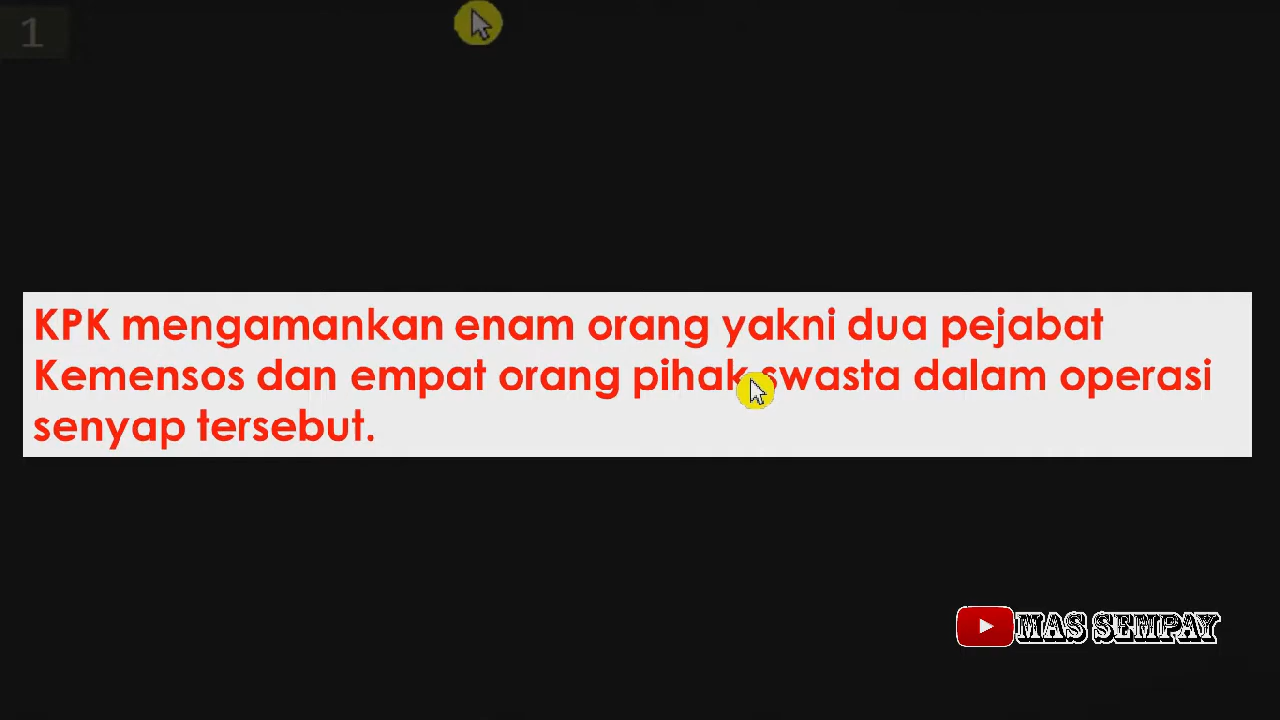 1
KPK mengamankan enam orang yakni dua pejabat
Kemensos dan empat orang pihak swasta dalam operasi
senyap tersebut.
MAS SEMPAY